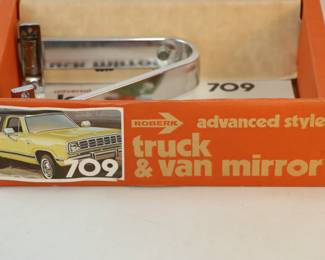 709
ROBERK
advanced style
truck
& van mirror
709